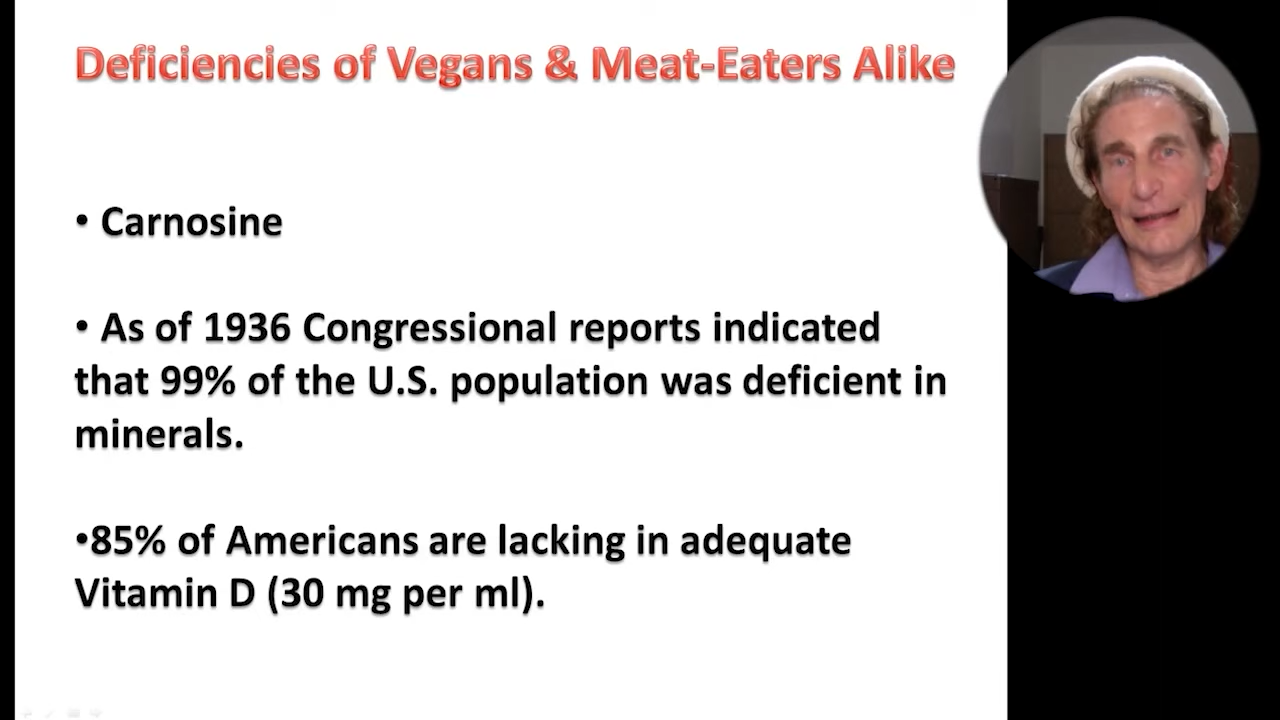 Deficiencies of Vegans & Meat-Eaters Alike
• Carnosine
• As of 1936 Congressional reports indicated
that 99% of the U.S. population was deficient in
minerals.
•85% of Americans are lacking in adequate
Vitamin D (30 mg per ml).